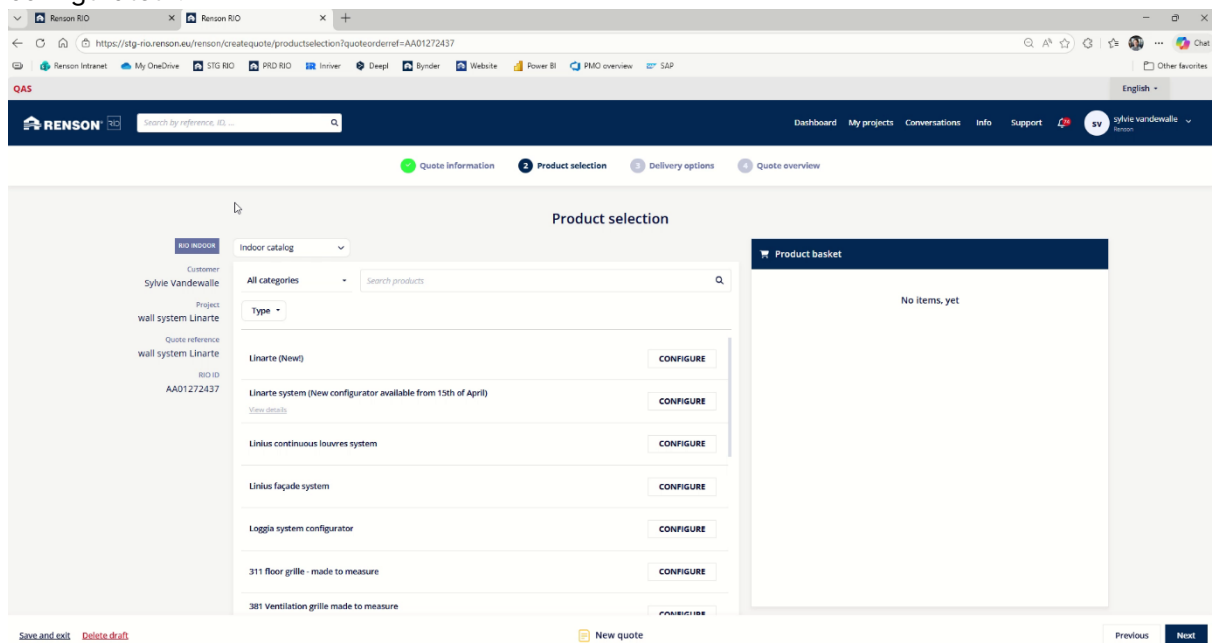 Renson RIO
Renson RIO
https://stg-rio.renson.eu/renson/createquote/productselection?quoteorderref=AA01272437
Chat
Renson Intranet My OneDrive STG RIO PRD RIO Inriver Deepl Bynder Website Power BI PMO overview SAP Other favorites
QAS English
RENSON RIO Search by reference, ID, ... Dashboard My projects Conversations Info Support sv sylvie vandewalle
Renson
Quote information 2 Product selection 3 Delivery options 4 Quote overview
Product selection
RIO INDOOR
Customer
Sylvie Vandewalle
Project
wall system Linarte
Quote reference
wall system Linarte
RIO ID
AA01272437
Indoor catalog
All categories Search products
Type
Linarte (New!) CONFIGURE
Linarte system (New configurator available from 15th of April) CONFIGURE
View details
Linius continuous louvres system CONFIGURE
Linius façade system CONFIGURE
Loggia system configurator CONFIGURE
311 floor grille - made to measure CONFIGURE
381 Ventilation grille made to measure CONFIGURE
Product basket
No items, yet
Save and exit Delete draft New quote Previous Next